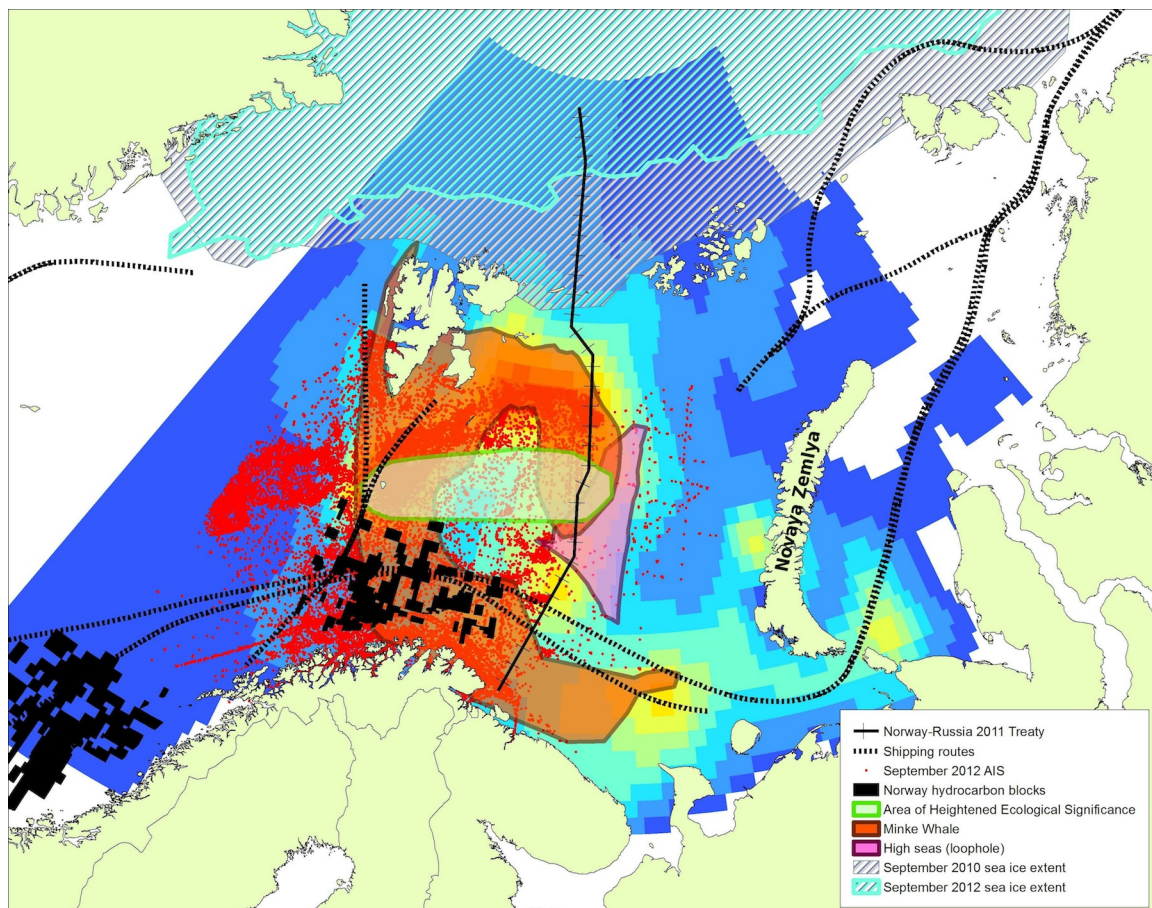 Novaya Zemlya
Norway-Russia 2011 Treaty
Shipping routes
September 2012 AIS
Norway hydrocarbon blocks
Area of Heightened Ecological Significance
Minke Whale
High seas (loophole)
September 2010 sea ice extent
September 2012 sea ice extent